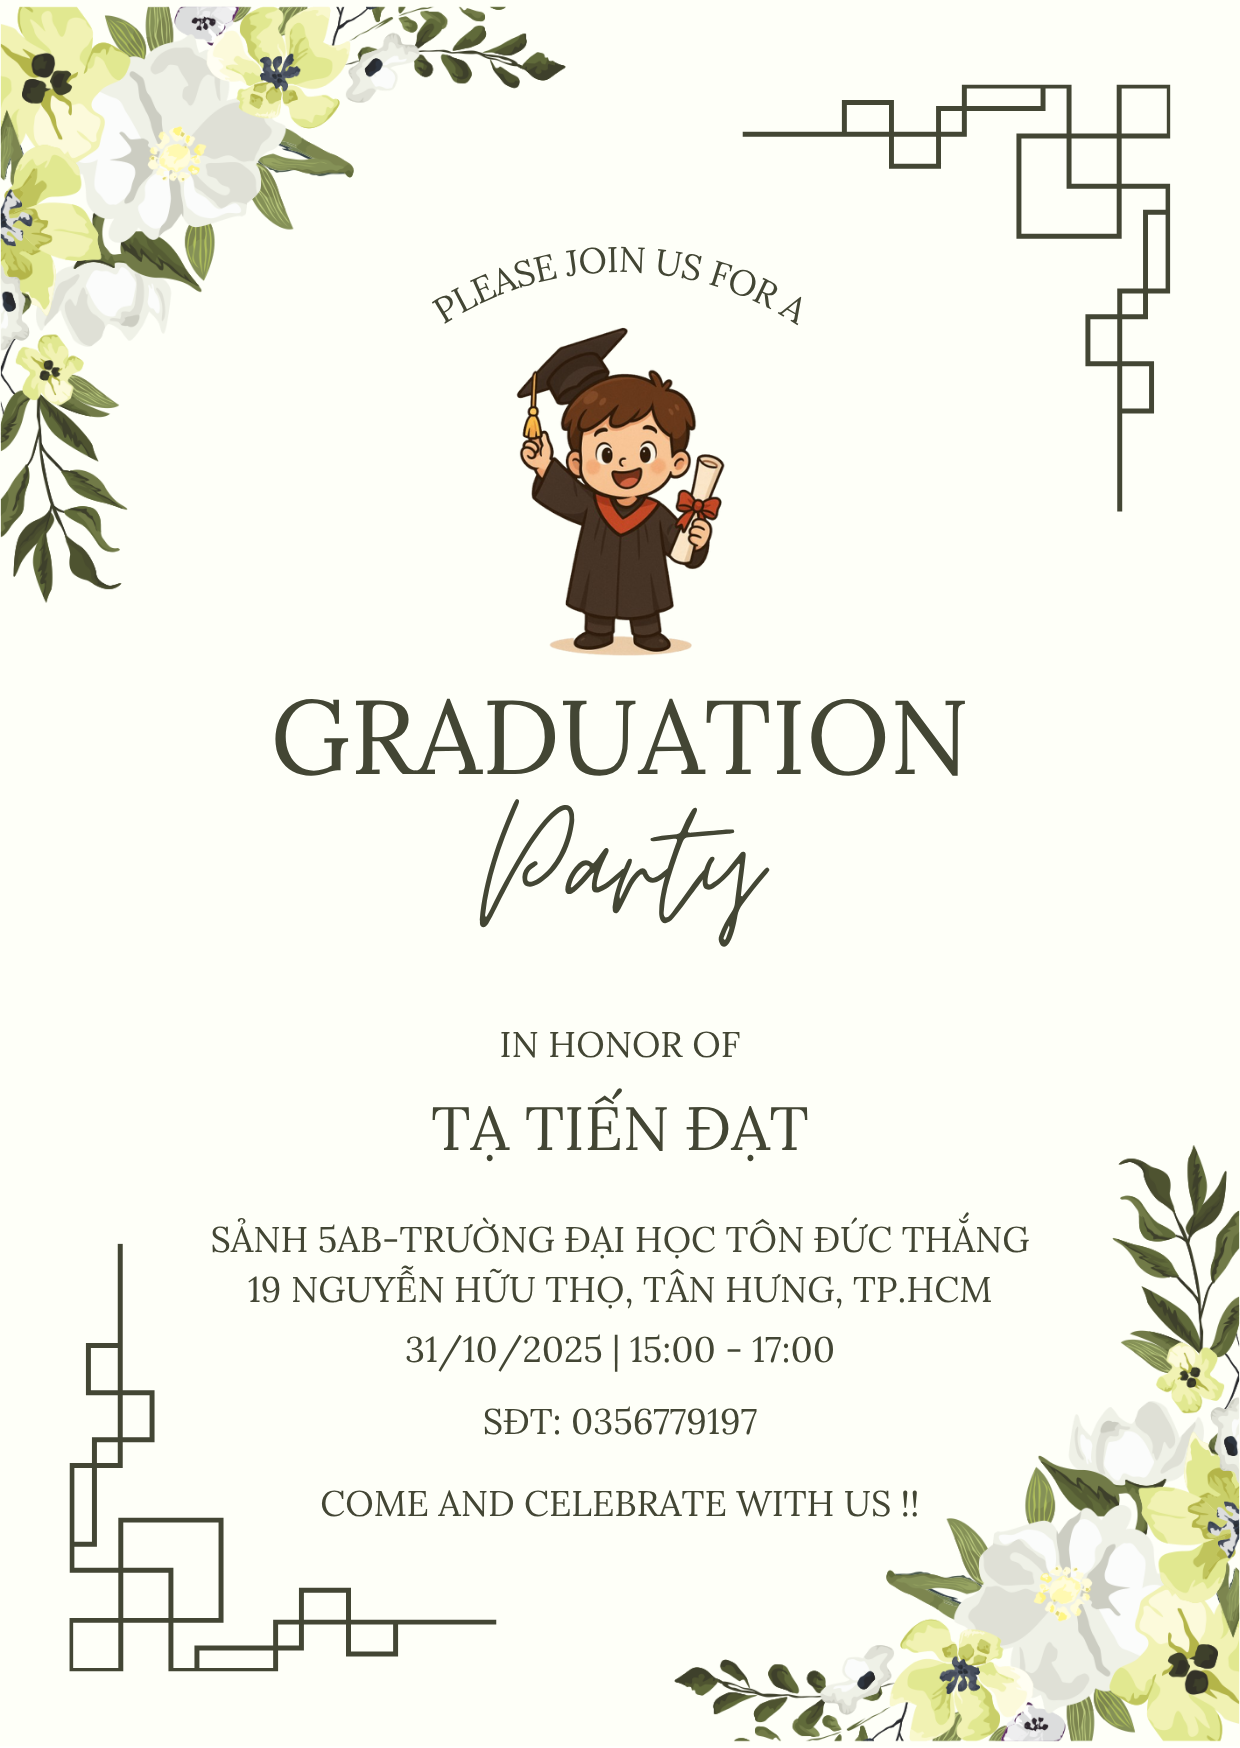 PLEASE JOIN US FOR A
GRADUATION
Party
IN HONOR OF
TẠ TIẾN ĐẠT
SẢNH 5AB-TRƯỜNG ĐẠI HỌC TÔN ĐỨC THẮNG
19 NGUYỄN HỮU THỌ, TÂN HƯNG, TP.HCM
31/10/2025 | 15:00 - 17:00
SĐT: 0356779197
COME AND CELEBRATE WITH US !!